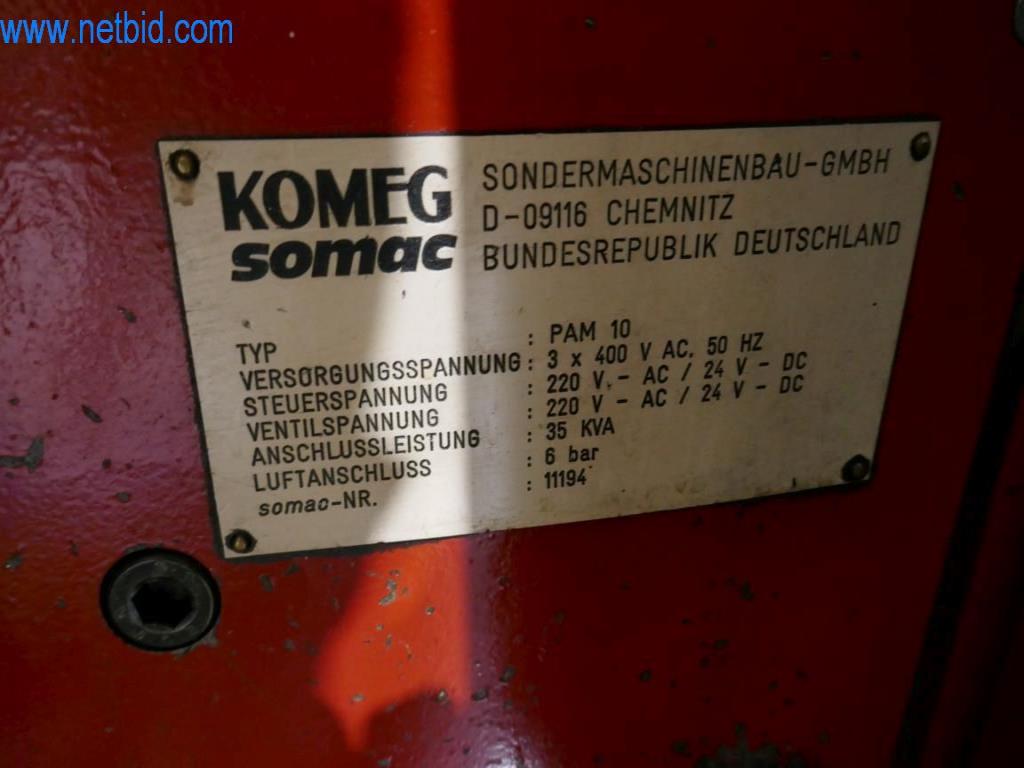 www.netbid.com
KOMEG somac
SONDERMASCHINENBAU-GMBH
D-09116 CHEMNITZ
BUNDESREPUBLIK DEUTSCHLAND
TYP : PAM 10
VERSORGUNGSSPANNUNG : 3 x 400 V AC, 50 HZ
STEUERSPANNUNG : 220 V - AC / 24 V - DC
VENTILSPANNUNG : 220 V - AC / 24 V - DC
ANSCHLUSSLEISTUNG : 35 KVA
LUFTANSCHLUSS : 6 bar
somac-NR. : 11194